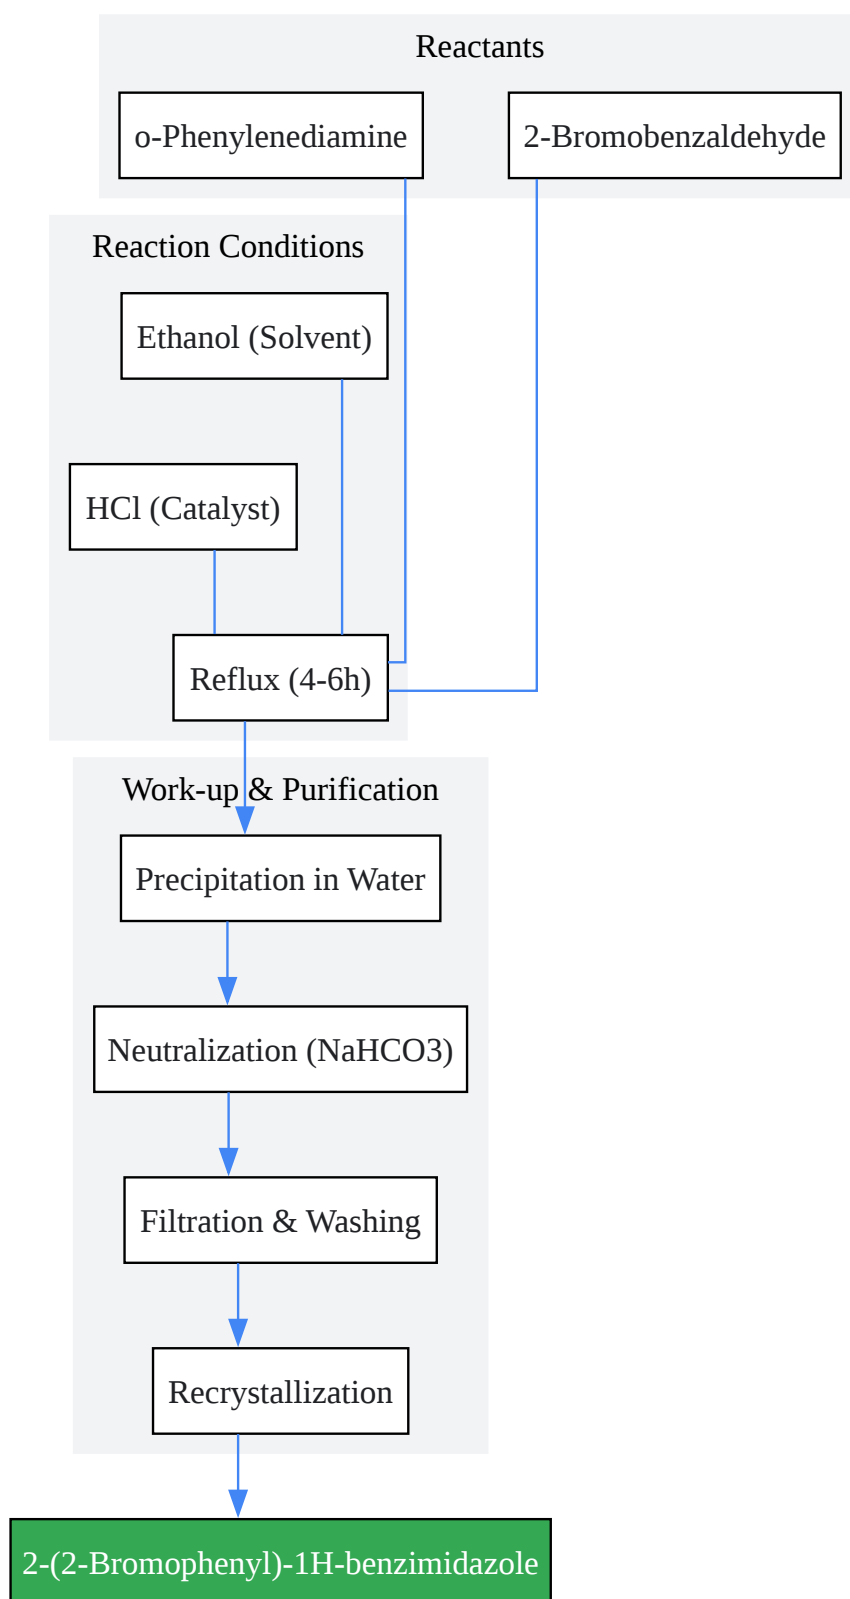 Reactants
o-Phenylenediamine
2-Bromobenzaldehyde
Reaction Conditions
Ethanol (Solvent)
HCl (Catalyst)
Reflux (4-6h)
Work-up & Purification
Precipitation in Water
Neutralization (NaHCO3)
Filtration & Washing
Recrystallization
2-(2-Bromophenyl)-1H-benzimidazole